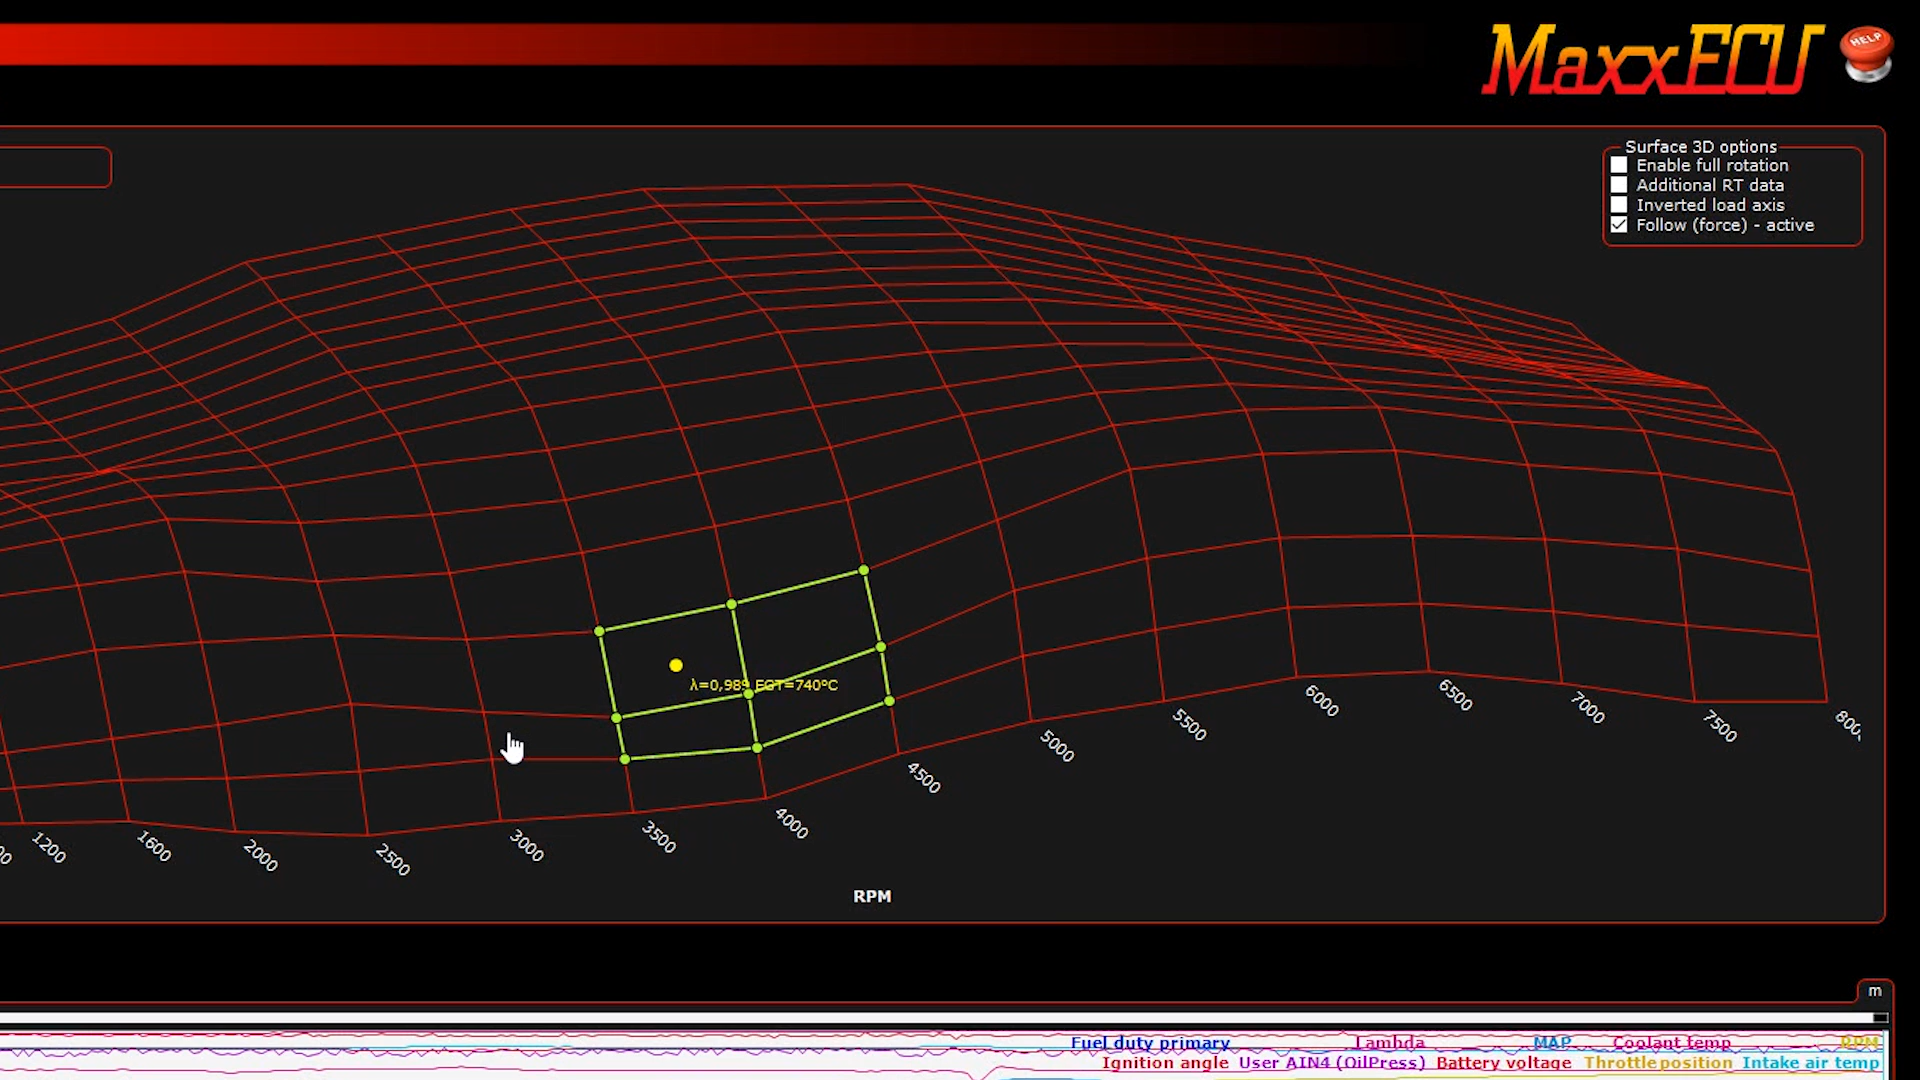 MaxxECU
HELP
Surface 3D options
Enable full rotation
Additional RT data
Inverted load axis
Follow (force) - active
λ=0,989 EGT=740°C
1200
1600
2000
2500
3000
3500
4000
4500
5000
5500
6000
6500
7000
7500
RPM
m
Fuel duty primary Lambda MAP Coolant temp RPM
Ignition angle User AIN4 (OilPress) Battery voltage Throttle position Intake air temp